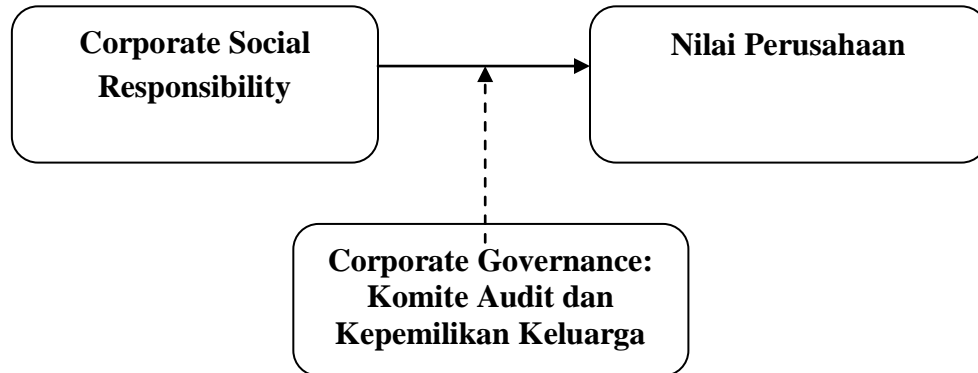 Corporate Social
Responsibility
Nilai Perusahaan
Corporate Governance:
Komite Audit dan
Kepemilikan Keluarga